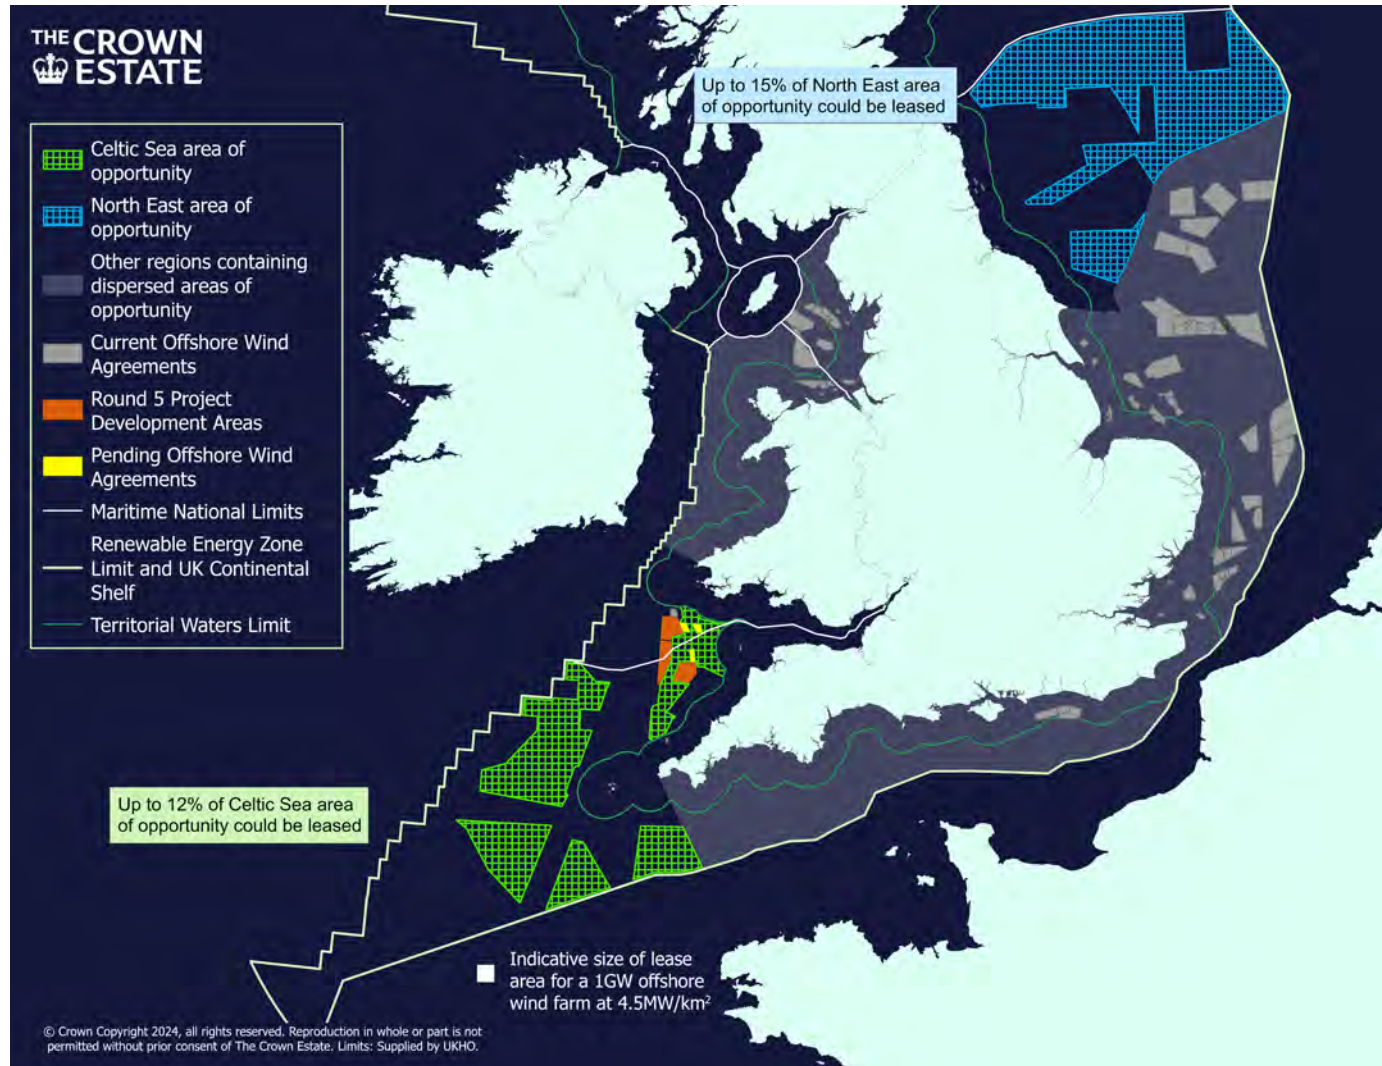 THE CROWN
ESTATE
Up to 15% of North East area
of opportunity could be leased
Celtic Sea area of
opportunity
North East area of
opportunity
Other regions containing
dispersed areas of
opportunity
Current Offshore Wind
Agreements
Round 5 Project
Development Areas
Pending Offshore Wind
Agreements
Maritime National Limits
Renewable Energy Zone
Limit and UK Continental
Shelf
Territorial Waters Limit
Up to 12% of Celtic Sea area
of opportunity could be leased
Indicative size of lease
area for a 1GW offshore
wind farm at 4.5MW/km²
© Crown Copyright 2024, all rights reserved. Reproduction in whole or part is not
permitted without prior consent of The Crown Estate. Limits: Supplied by UKHO.